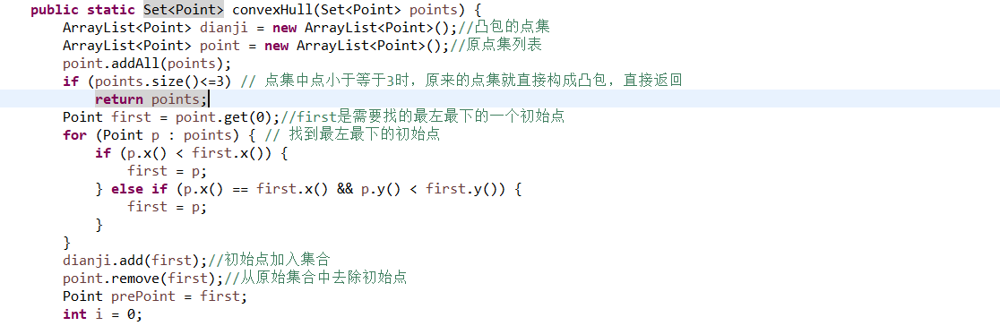 public static Set<Point> convexHull(Set<Point> points) {
ArrayList<Point> dianji = new ArrayList<Point>();//凸包的点集
ArrayList<Point> point = new ArrayList<Point>();//原点集列表
point.addAll(points);
if (points.size()<=3) // 点集中点小于等于3时，原来的点集就直接构成凸包，直接返回
return points;
Point first = point.get(0);//first是需要找的最左最下的一个初始点
for (Point p : points) { // 找到最左最下的初始点
if (p.x() < first.x()) {
first = p;
} else if (p.x() == first.x() && p.y() < first.y()) {
first = p;
}
}
dianji.add(first);//初始点加入集合
point.remove(first);//从原始集合中去除初始点
Point prePoint = first;
int i = 0;